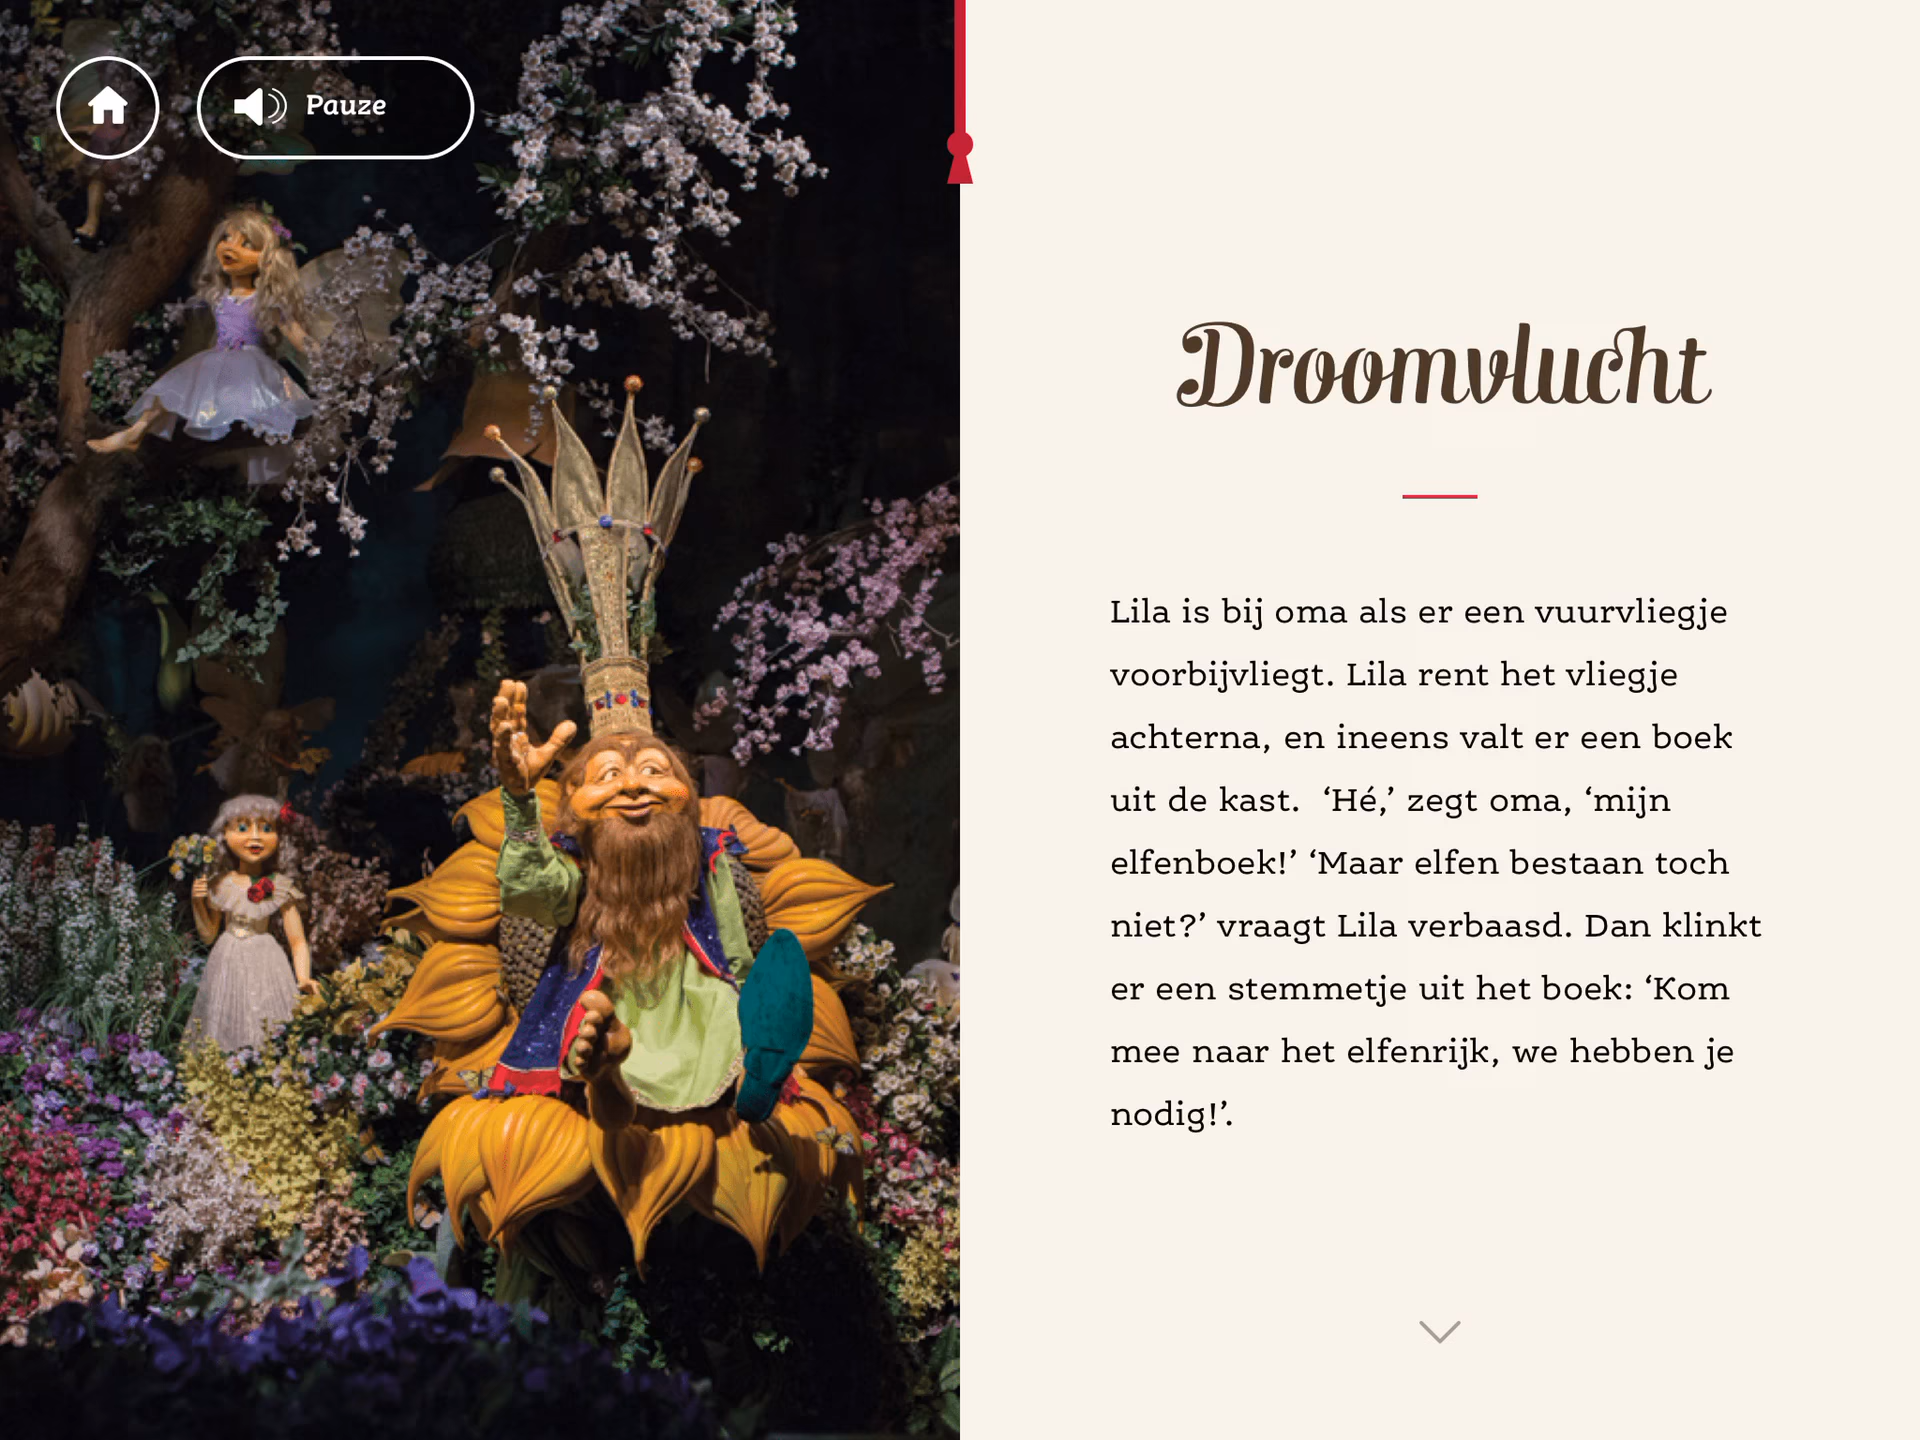 Pauze
Droomvlucht
Lila is bij oma als er een vuurvliegje
voorbijvliegt. Lila rent het vliegje
achterna, en ineens valt er een boek
uit de kast.  ‘Hé,’ zegt oma, ‘mijn
elfenboek!’ ‘Maar elfen bestaan toch
niet?’ vraagt Lila verbaasd. Dan klinkt
er een stemmetje uit het boek: ‘Kom
mee naar het elfenrijk, we hebben je
nodig!’.